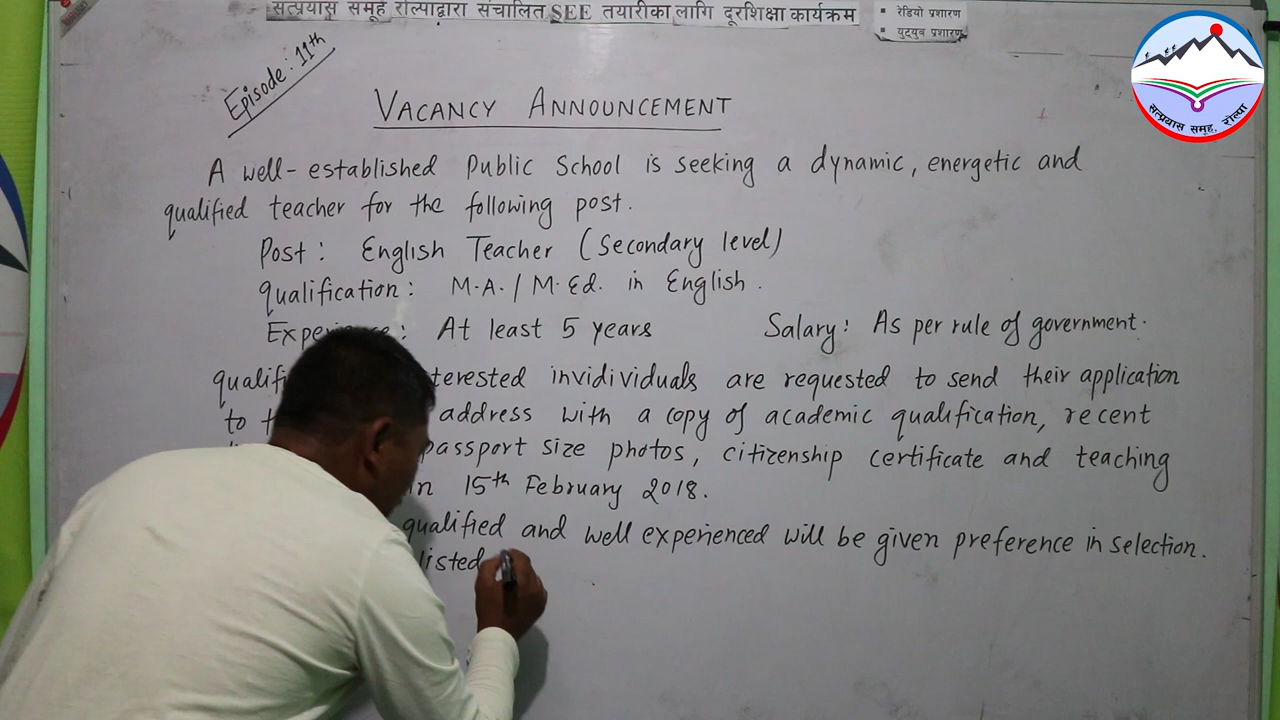 सत्प्रयास समूह रोल्पाद्वारा संचालित SEE तयारीका लागि दूरशिक्षा कार्यक्रम
▪ रेडियो प्रशारण
▪ युट्युब प्रशारण
सत्प्रयास समूह, रोल्पा
Episode: 11th
VACANCY ANNOUNCEMENT
A well-established Public School is seeking a dynamic, energetic and
qualified teacher for the following post.
Post: English Teacher (Secondary level)
Qualification: M.A./M.Ed. in English.
At least 5 years Salary: As per rule of government.
invidividuals are requested to send their application
to address with a copy of academic qualification, recent
passport size photos, citizenship certificate and teaching
in 15th February 2018.
qualified and well experienced will be given preference in selection.
listed